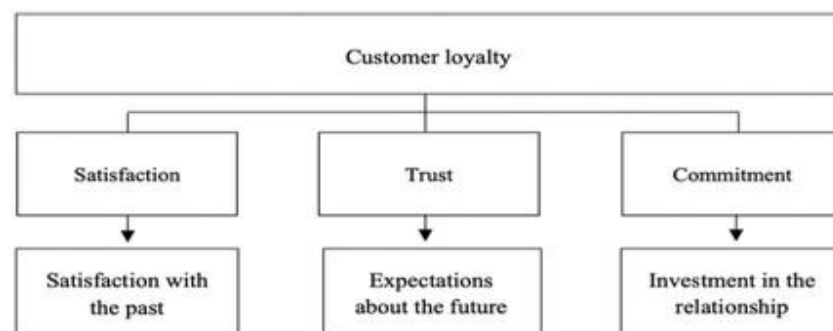 Customer loyalty
Satisfaction
Trust
Commitment
Satisfaction with
the past
Expectations
about the future
Investment in the
relationship